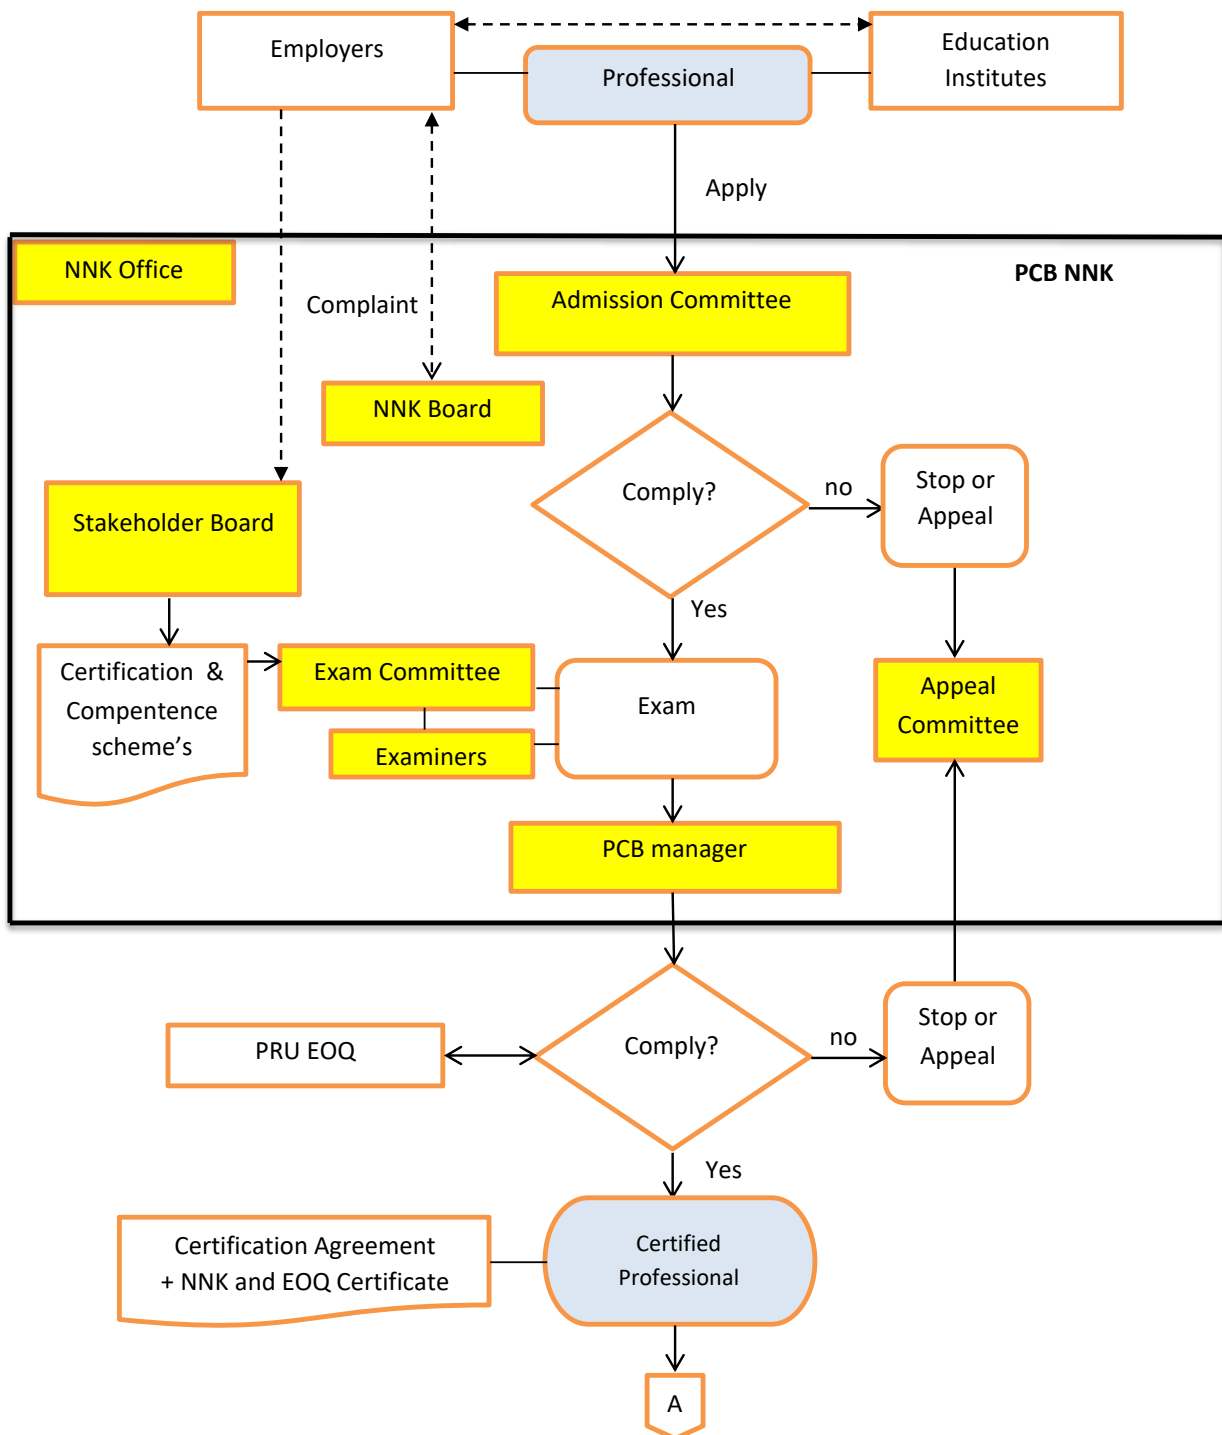 Employers
Education
Institutes
Professional
Apply
NNK Office
PCB NNK
Admission Committee
Complaint
NNK Board
Comply?
no
Stop or
Appeal
Stakeholder Board
Yes
Certification &
Compentence
scheme's
Exam Committee
Exam
Examiners
Appeal
Committee
PCB manager
PRU EOQ
Comply?
no
Stop or
Appeal
Yes
Certification Agreement
+ NNK and EOQ Certificate
Certified
Professional
A